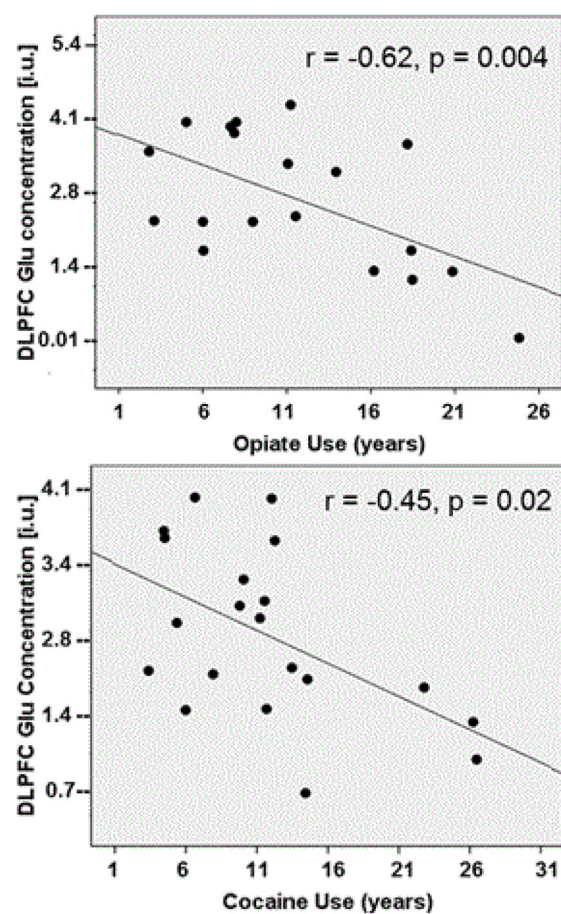 5.4
r = -0.62, p = 0.004
4.1
2.8
1.4
0.01
DLPFC Glu concentration [i.u.]
1 6 11 16 21 26
Opiate Use (years)
4.1
r = -0.45, p = 0.02
3.4
2.8
1.4
0.7
DLPFC Glu Concentration [i.u.]
1 6 11 16 21 26 31
Cocaine Use (years)